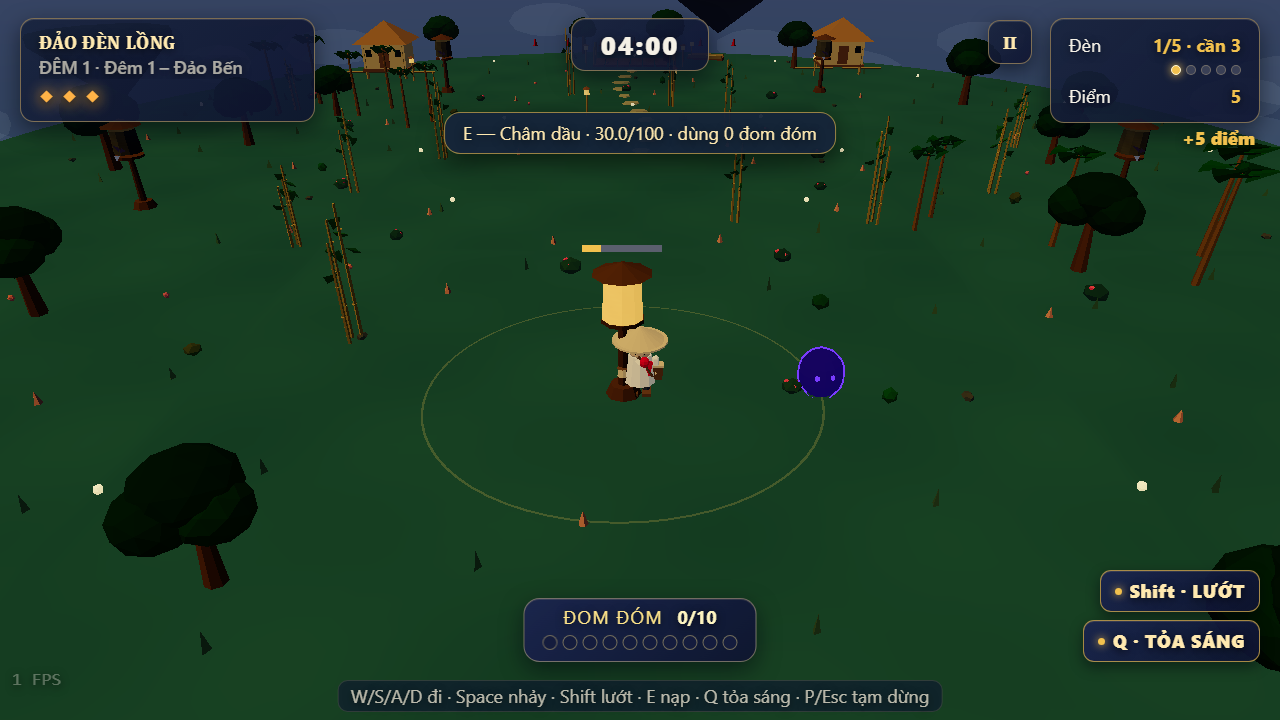 ĐẢO ĐÈN LỒNG
ĐÊM 1 · Đêm 1 – Đảo Bến
04:00
II
Đèn 1/5 · cần 3
Điểm 5
+5 điểm
E — Châm dầu · 30.0/100 · dùng 0 đom đóm
Shift · LƯỚT
Q · TỎA SÁNG
ĐOM ĐÓM 0/10
1 FPS
W/S/A/D đi · Space nhảy · Shift lướt · E nạp · Q tỏa sáng · P/Esc tạm dừng